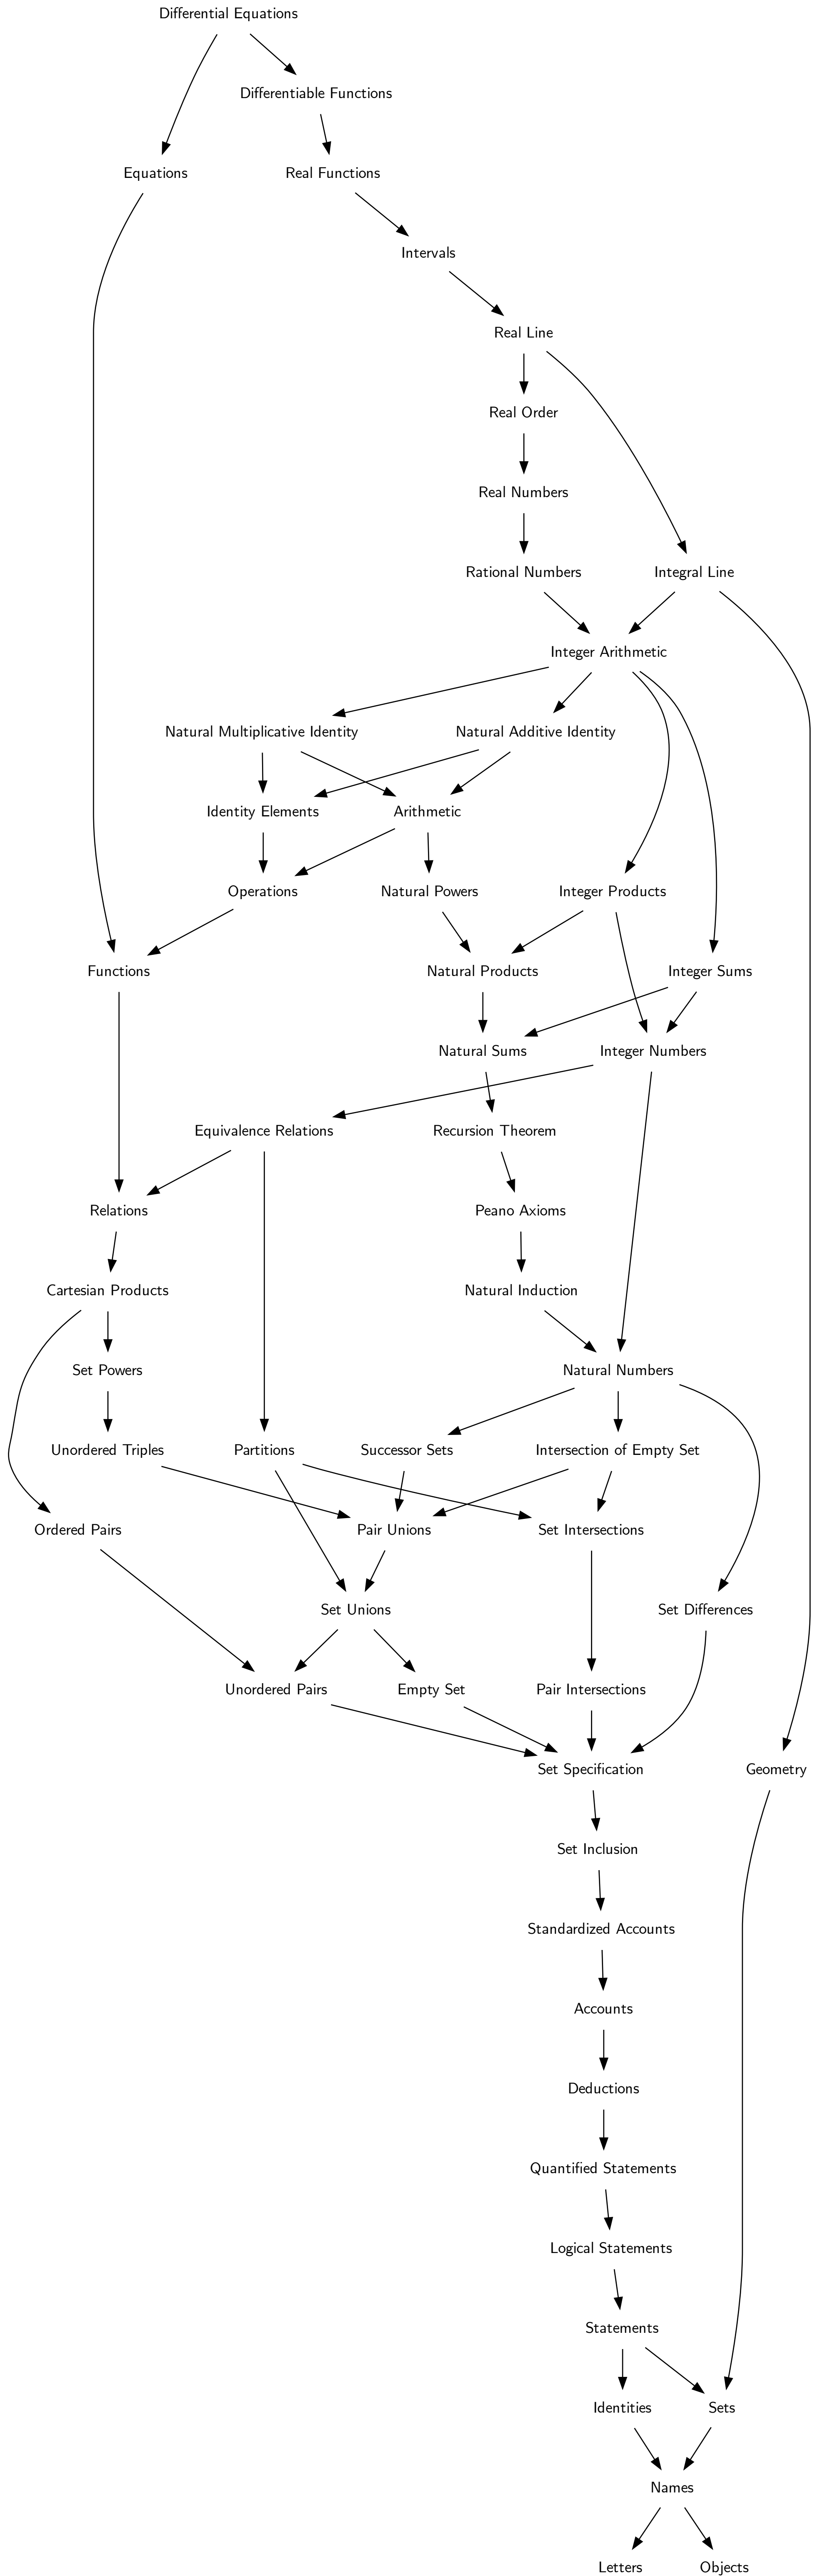 Differential Equations
Differentiable Functions
Equations
Real Functions
Intervals
Real Line
Real Order
Real Numbers
Rational Numbers
Integral Line
Integer Arithmetic
Natural Multiplicative Identity
Natural Additive Identity
Identity Elements
Arithmetic
Operations
Natural Powers
Integer Products
Functions
Natural Products
Integer Sums
Natural Sums
Integer Numbers
Equivalence Relations
Recursion Theorem
Relations
Peano Axioms
Cartesian Products
Natural Induction
Set Powers
Natural Numbers
Unordered Triples
Partitions
Successor Sets
Intersection of Empty Set
Ordered Pairs
Pair Unions
Set Intersections
Set Unions
Set Differences
Unordered Pairs
Empty Set
Pair Intersections
Set Specification
Geometry
Set Inclusion
Standardized Accounts
Accounts
Deductions
Quantified Statements
Logical Statements
Statements
Identities
Sets
Names
Letters
Objects